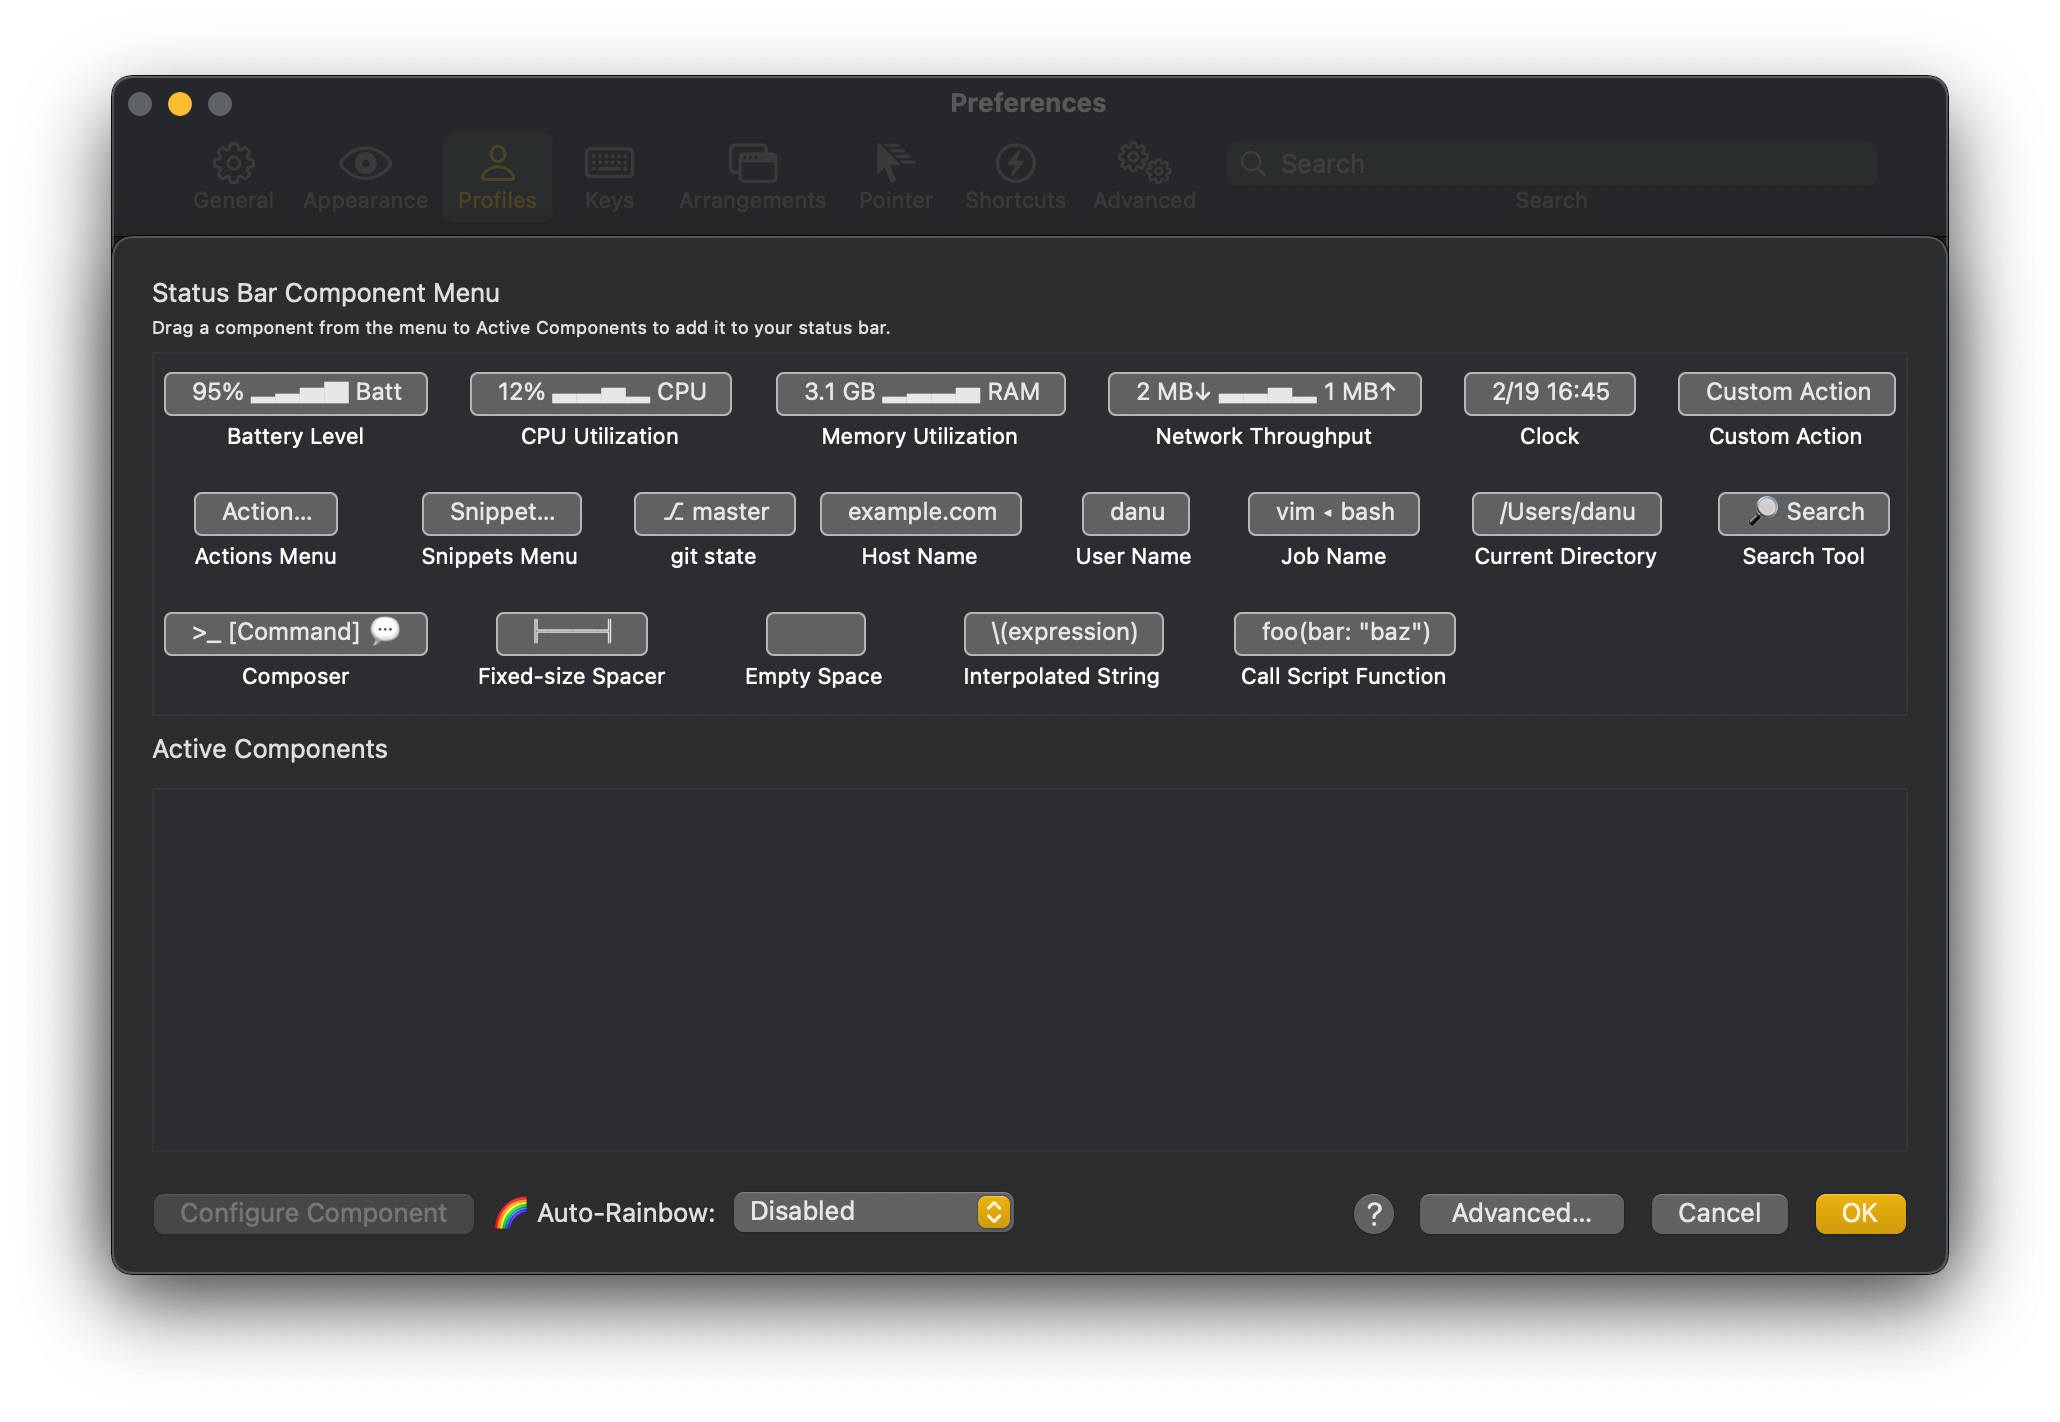 Preferences
General Appearance Profiles Keys Arrangements Pointer Shortcuts Advanced Search
Search
Status Bar Component Menu
Drag a component from the menu to Active Components to add it to your status bar.
95% ▂▃▅▇ Batt 12% ▃▃▅▂ CPU 3.1 GB ▂▃▃▅ RAM 2 MB↓ ▃▃▅▂ 1 MB↑ 2/19 16:45 Custom Action
Battery Level CPU Utilization Memory Utilization Network Throughput Clock Custom Action
Action… Snippet… ⎇ master example.com danu vim ◂ bash /Users/danu 🔎 Search
Actions Menu Snippets Menu git state Host Name User Name Job Name Current Directory Search Tool
>_ [Command] 💬 \(expression) foo(bar: "baz")
Composer Fixed-size Spacer Empty Space Interpolated String Call Script Function
Active Components
Configure Component 🌈 Auto-Rainbow: Disabled ? Advanced... Cancel OK